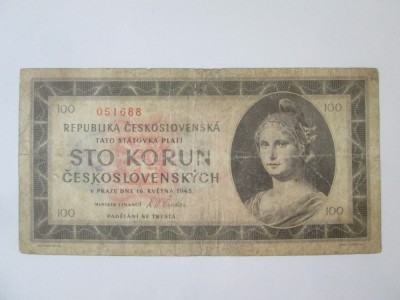 100
051688
100
REPUBLIKA ČESKOSLOVENSKÁ
TATO STÁTOVKA PLATÍ
STO KORUN
ČESKOSLOVENSKÝCH
V PRAZE DNE 16. KVĚTNA 1945.
MINISTR FINANCÍ
100
PADĚLÁNÍ SE TRESTÁ.
100